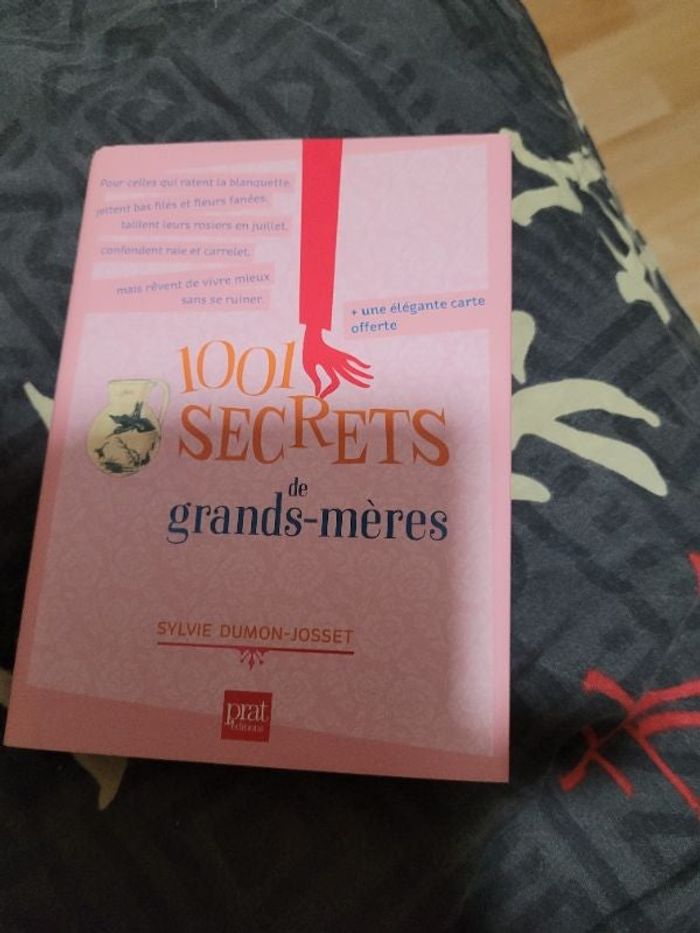 Pour celles qui ratent la blanquette,
jettent bas filés et fleurs fanées,
taillent leurs rosiers en juillet,
confondent raie et carrelet,
mais rêvent de vivre mieux
sans se ruiner.
+ une élégante carte
offerte
1001
SECRETS
de
grands-mères
SYLVIE DUMON-JOSSET
prat
éditions